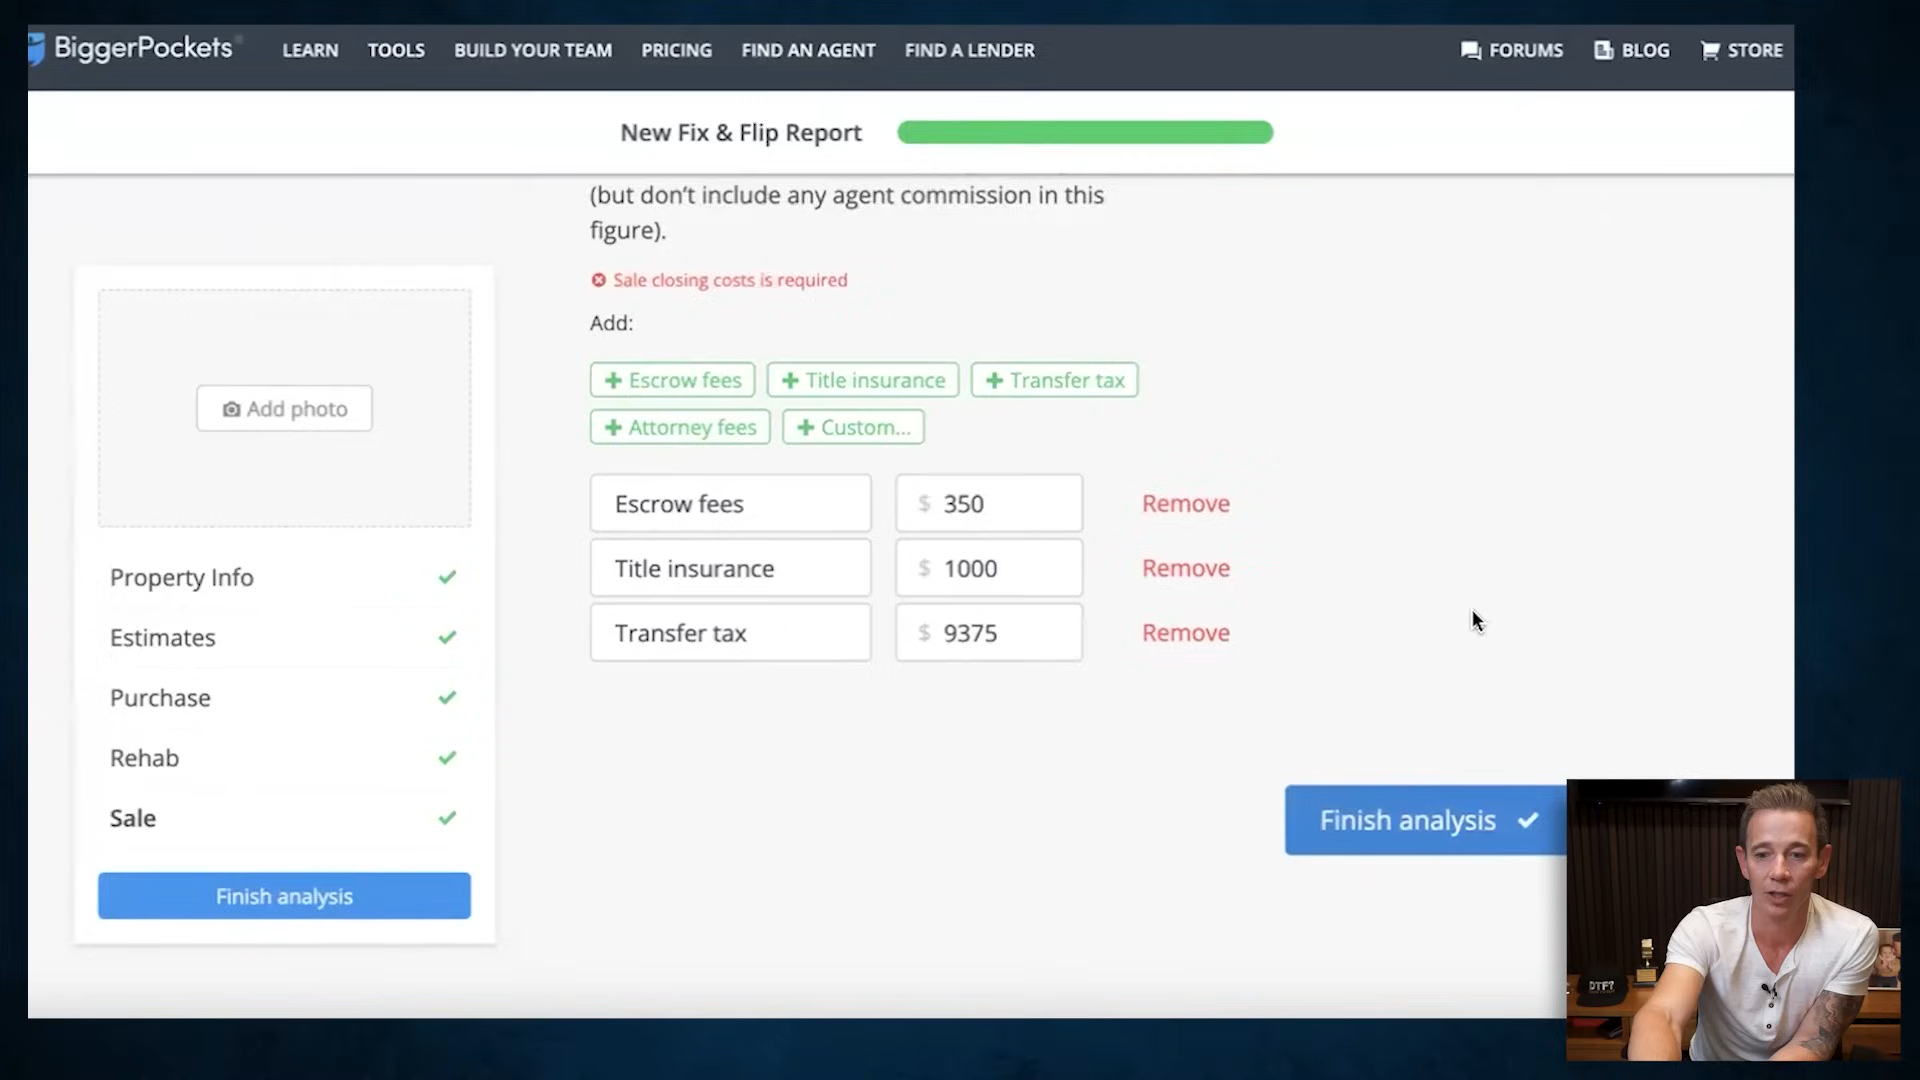 BiggerPockets
LEARN TOOLS BUILD YOUR TEAM PRICING FIND AN AGENT FIND A LENDER FORUMS BLOG STORE
New Fix & Flip Report
(but don't include any agent commission in this
figure).
Sale closing costs is required
Add:
Escrow fees Title insurance Transfer tax
Attorney fees Custom...
Escrow fees $ 350 Remove
Title insurance $ 1000 Remove
Transfer tax $ 9375 Remove
Add photo
Property Info
Estimates
Purchase
Rehab
Sale
Finish analysis
Finish analysis
DTF?